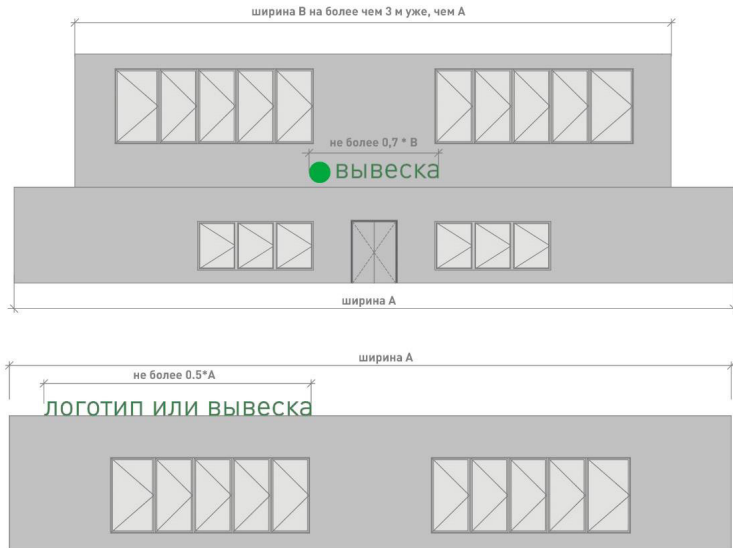 ширина В на более чем 3 м уже, чем А
не более 0,7 * В
вывеска
ширина А
ширина А
не более 0.5*А
логотип или вывеска